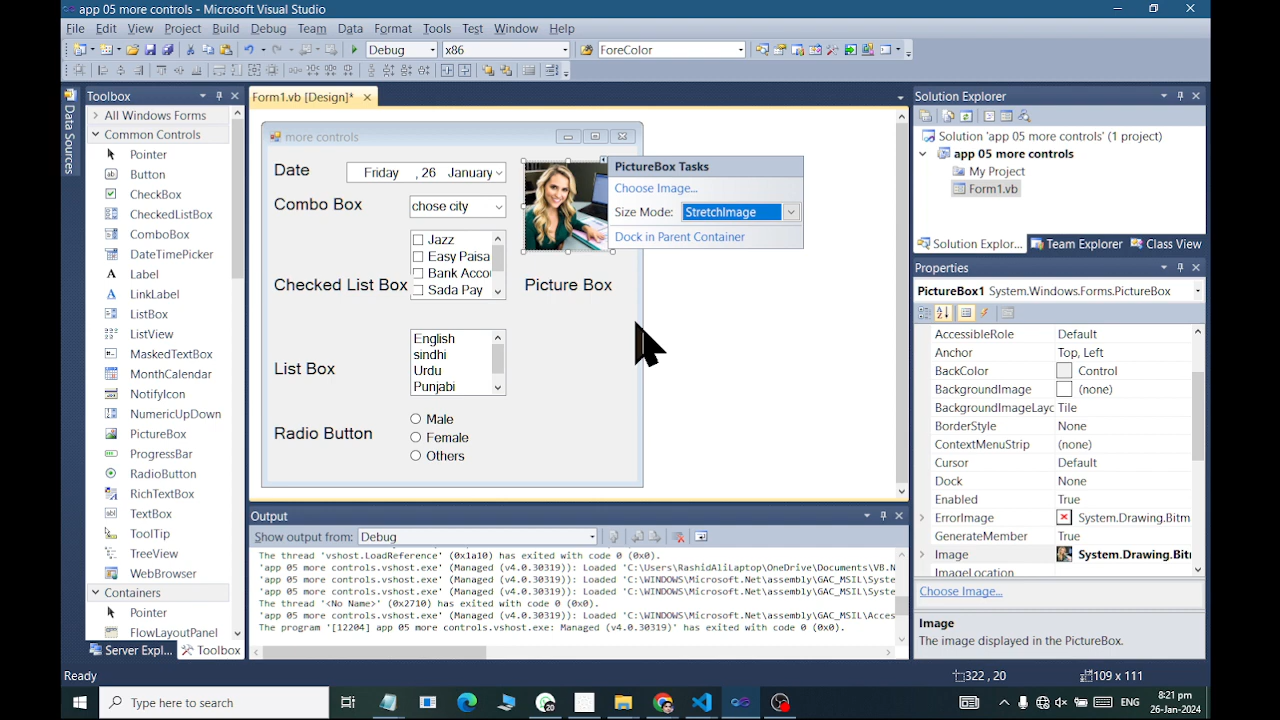 app 05 more controls - Microsoft Visual Studio
File Edit View Project Build Debug Team Data Format Tools Test Window Help
Debug x86 ForeColor
Data Sources
Toolbox
All Windows Forms
Common Controls
Pointer
Button
CheckBox
CheckedListBox
ComboBox
DateTimePicker
Label
LinkLabel
ListBox
ListView
MaskedTextBox
MonthCalendar
NotifyIcon
NumericUpDown
PictureBox
ProgressBar
RadioButton
RichTextBox
TextBox
ToolTip
TreeView
WebBrowser
Containers
Pointer
FlowLayoutPanel
Server Expl... Toolbox
Form1.vb [Design]*
more controls
Date Friday , 26 January
Combo Box chose city
Jazz
Easy Paisa
Bank Acco
Sada Pay
Checked List Box
Picture Box
English
sindhi
Urdu
Punjabi
List Box
Male
Female
Others
Radio Button
PictureBox Tasks
Choose Image...
Size Mode: StretchImage
Dock in Parent Container
Output
Show output from: Debug
The thread 'vshost.LoadReference' (0x1a10) has exited with code 0 (0x0).
'app 05 more controls.vshost.exe' (Managed (v4.0.30319)): Loaded 'C:\Users\RashidAliLaptop\OneDrive\Documents\VB.N
'app 05 more controls.vshost.exe' (Managed (v4.0.30319)): Loaded 'C:\WINDOWS\Microsoft.Net\assembly\GAC_MSIL\System
'app 05 more controls.vshost.exe' (Managed (v4.0.30319)): Loaded 'C:\WINDOWS\Microsoft.Net\assembly\GAC_MSIL\System
The thread '<No Name>' (0x2710) has exited with code 0 (0x0).
'app 05 more controls.vshost.exe' (Managed (v4.0.30319)): Loaded 'C:\WINDOWS\Microsoft.Net\assembly\GAC_MSIL\Acces
The program '[12204] app 05 more controls.vshost.exe: Managed (v4.0.30319)' has exited with code 0 (0x0).
Solution Explorer
Solution 'app 05 more controls' (1 project)
app 05 more controls
My Project
Form1.vb
Solution Explor... Team Explorer Class View
Properties
PictureBox1 System.Windows.Forms.PictureBox
AccessibleRole Default
Anchor Top, Left
BackColor Control
BackgroundImage (none)
BackgroundImageLayc Tile
BorderStyle None
ContextMenuStrip (none)
Cursor Default
Dock None
Enabled True
ErrorImage System.Drawing.Bitm
GenerateMember True
Image System.Drawing.Bitr
ImageLocation
Choose Image...
Image
The image displayed in the PictureBox.
Ready 322 , 20 109 x 111
Type here to search
ENG
8:21 pm
26-Jan-2024